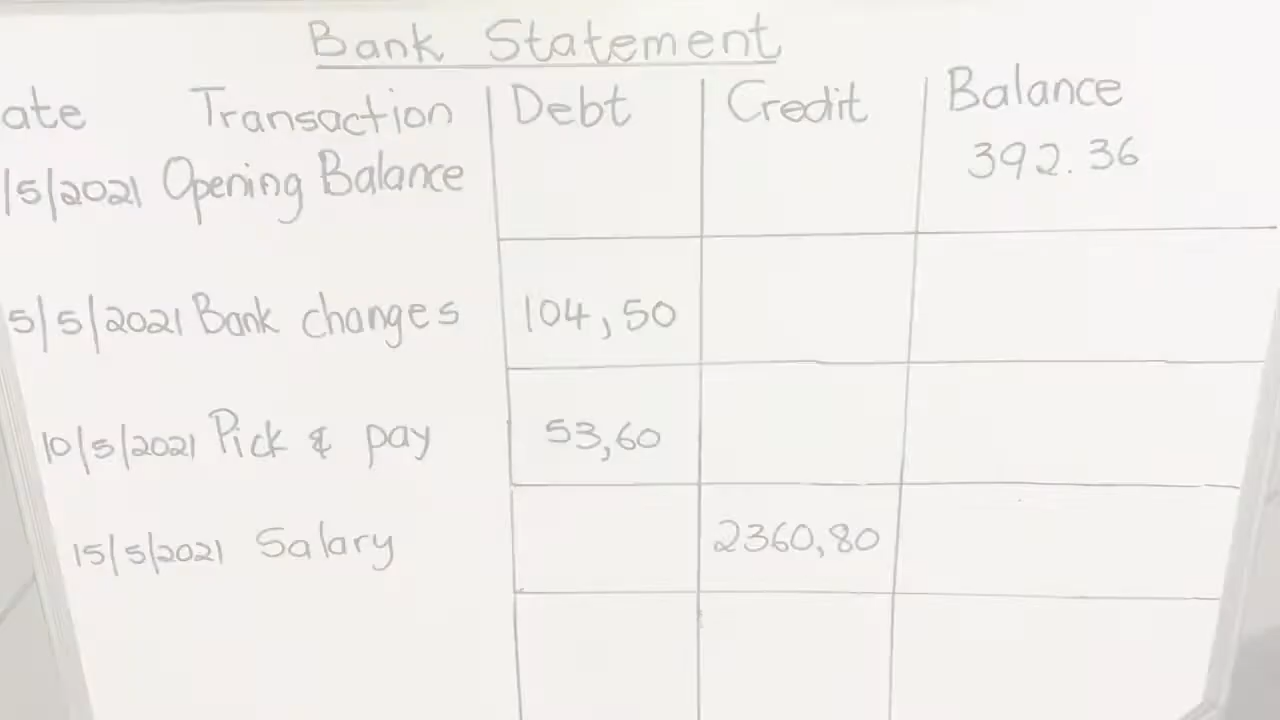 Bank Statement
ate Transaction Debt Credit Balance
/5/2021 Opening Balance 392.36
5/5/2021 Bank changes 104,50
10/5/2021 Pick & pay 53,60
15/5/2021 Salary 2360,80